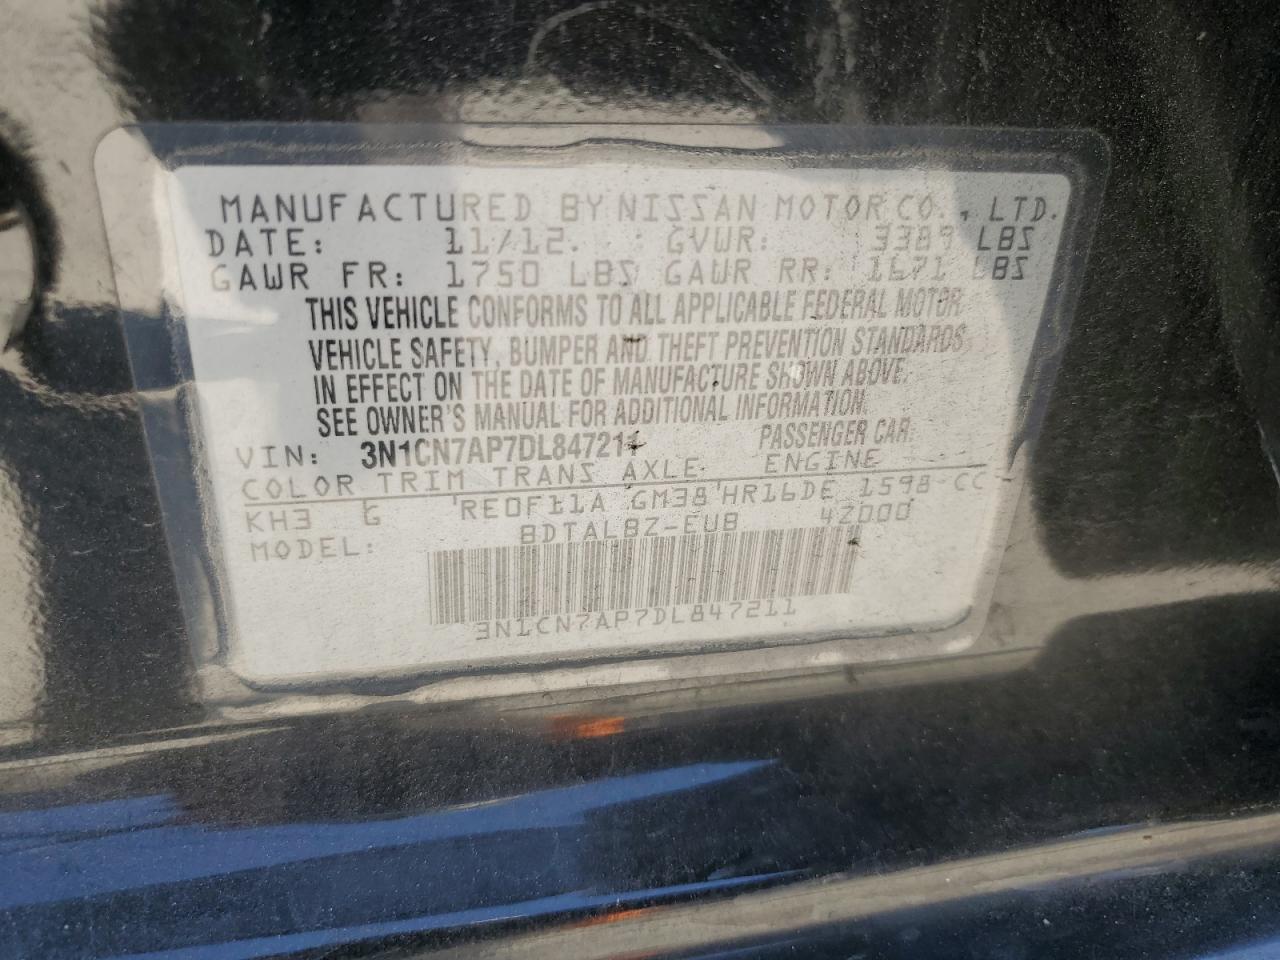 MANUFACTURED BY NISSAN MOTOR CO., LTD.
DATE: 11/12. GVWR: 3389 LBS
GAWR FR: 1750 LBS GAWR RR: 1671 LBS
THIS VEHICLE CONFORMS TO ALL APPLICABLE FEDERAL MOTOR
VEHICLE SAFETY, BUMPER AND THEFT PREVENTION STANDARDS
IN EFFECT ON THE DATE OF MANUFACTURE SHOWN ABOVE.
SEE OWNER'S MANUAL FOR ADDITIONAL INFORMATION.
VIN: 3N1CN7AP7DL847211 PASSENGER CAR.
COLOR TRIM TRANS AXLE ENGINE
KH3 G RE0F11A GM38 HR16DE 1598 CC
MODEL: BDTALBZ-EUB 42000
3N1CN7AP7DL847211